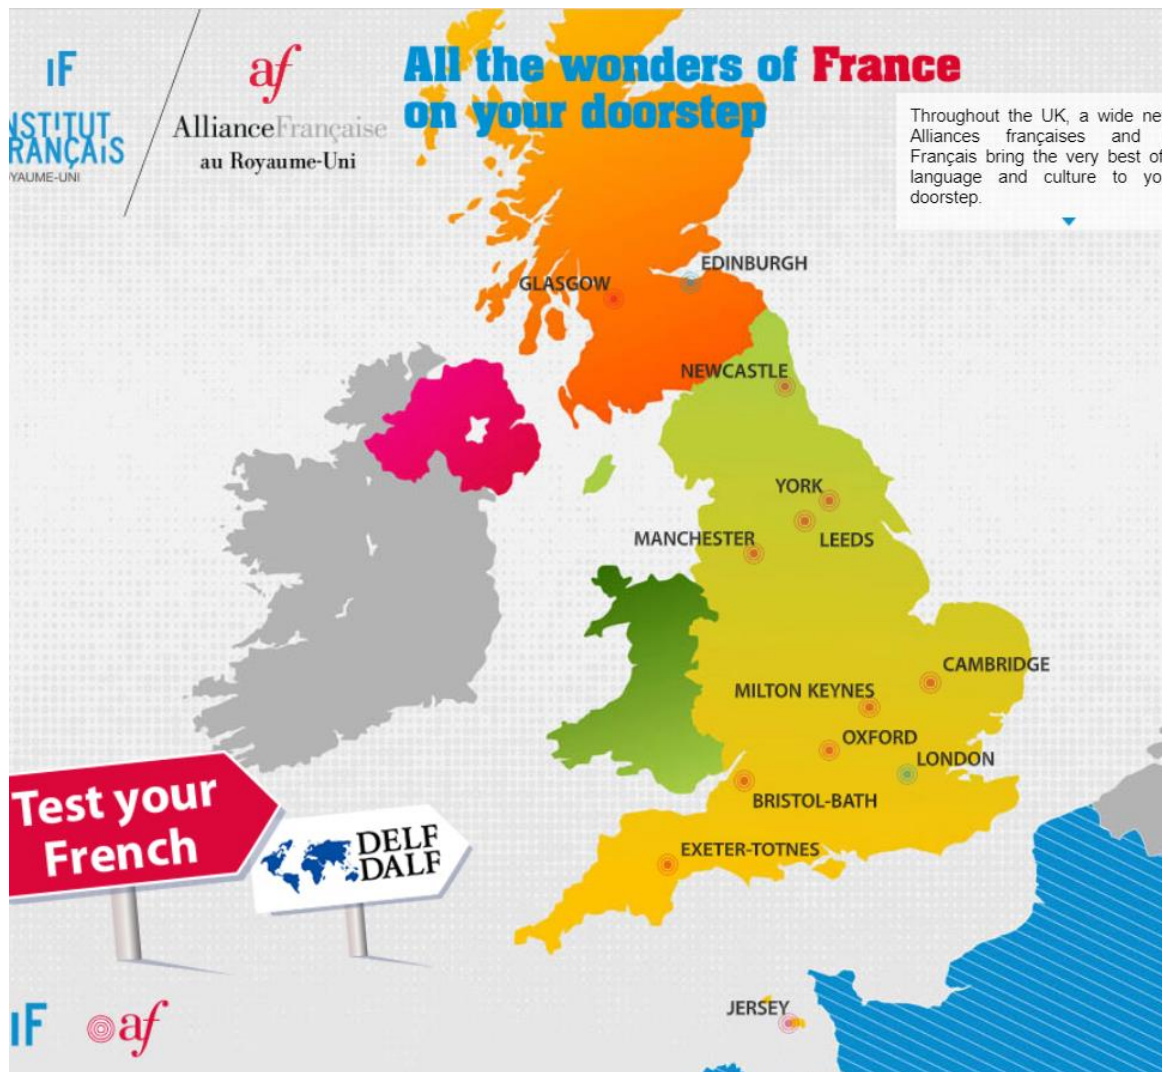 iF
NSTITUT
RANÇAiS
YAUME-UNI
af
AllianceFrançaise
au Royaume-Uni
All the wonders of France
on your doorstep
Throughout the UK, a wide ne
Alliances françaises and
Français bring the very best of
language and culture to yo
doorstep.
EDINBURGH
GLASGOW
NEWCASTLE
YORK
MANCHESTER
LEEDS
CAMBRIDGE
MILTON KEYNES
OXFORD
LONDON
BRISTOL-BATH
EXETER-TOTNES
JERSEY
Test your
French
DELF
DALF
iF
af